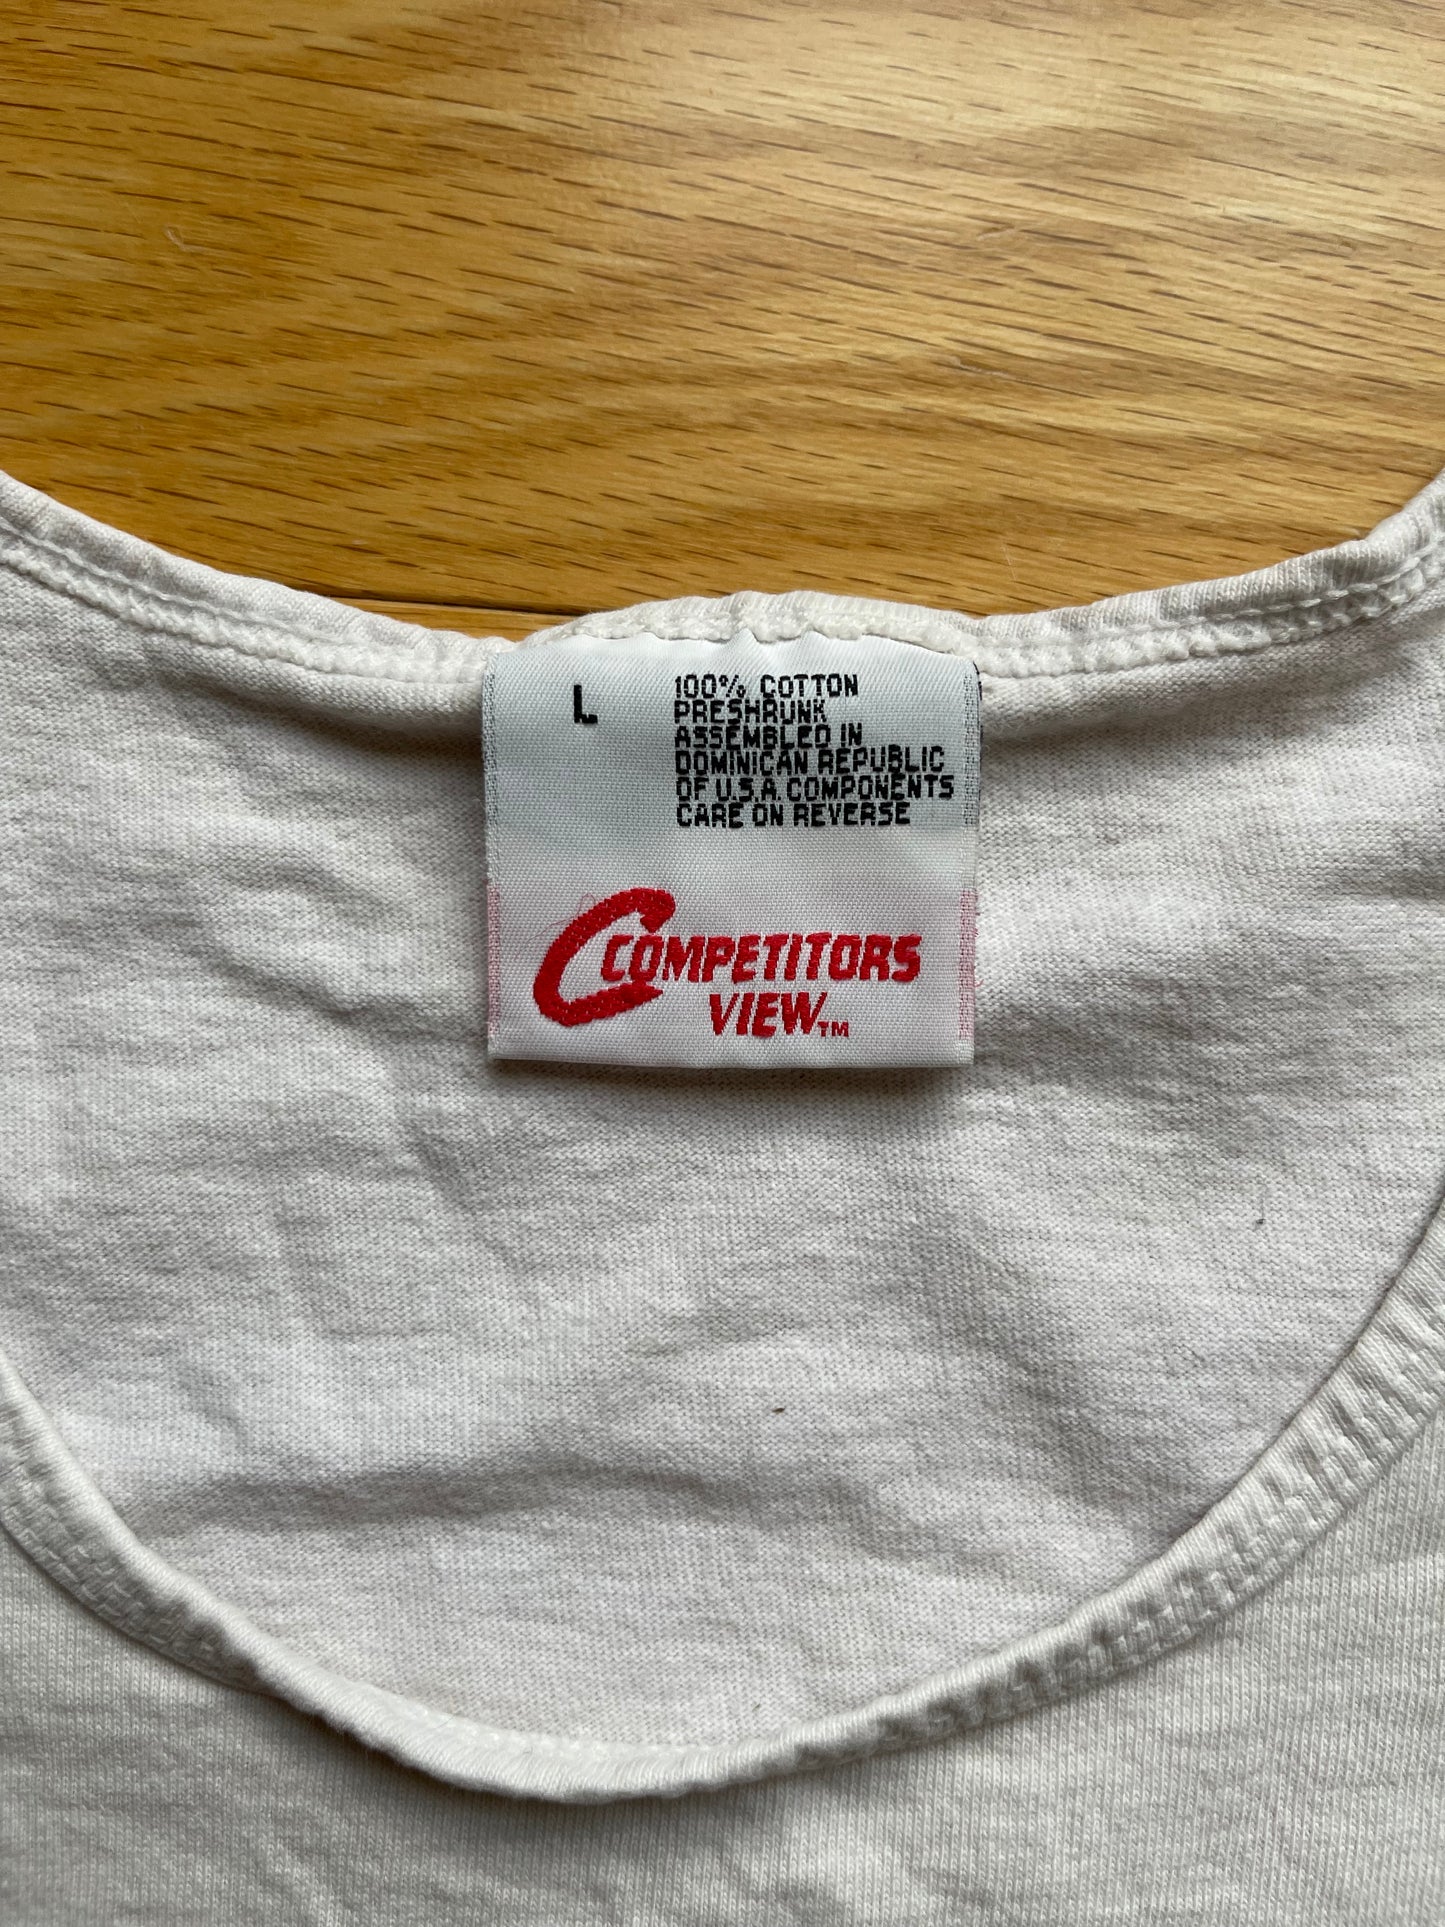 L
100% COTTON
PRESHRUNK
ASSEMBLED IN
DOMINICAN REPUBLIC
OF U.S.A. COMPONENTS
CARE ON REVERSE
C COMPETITORS
VIEW™